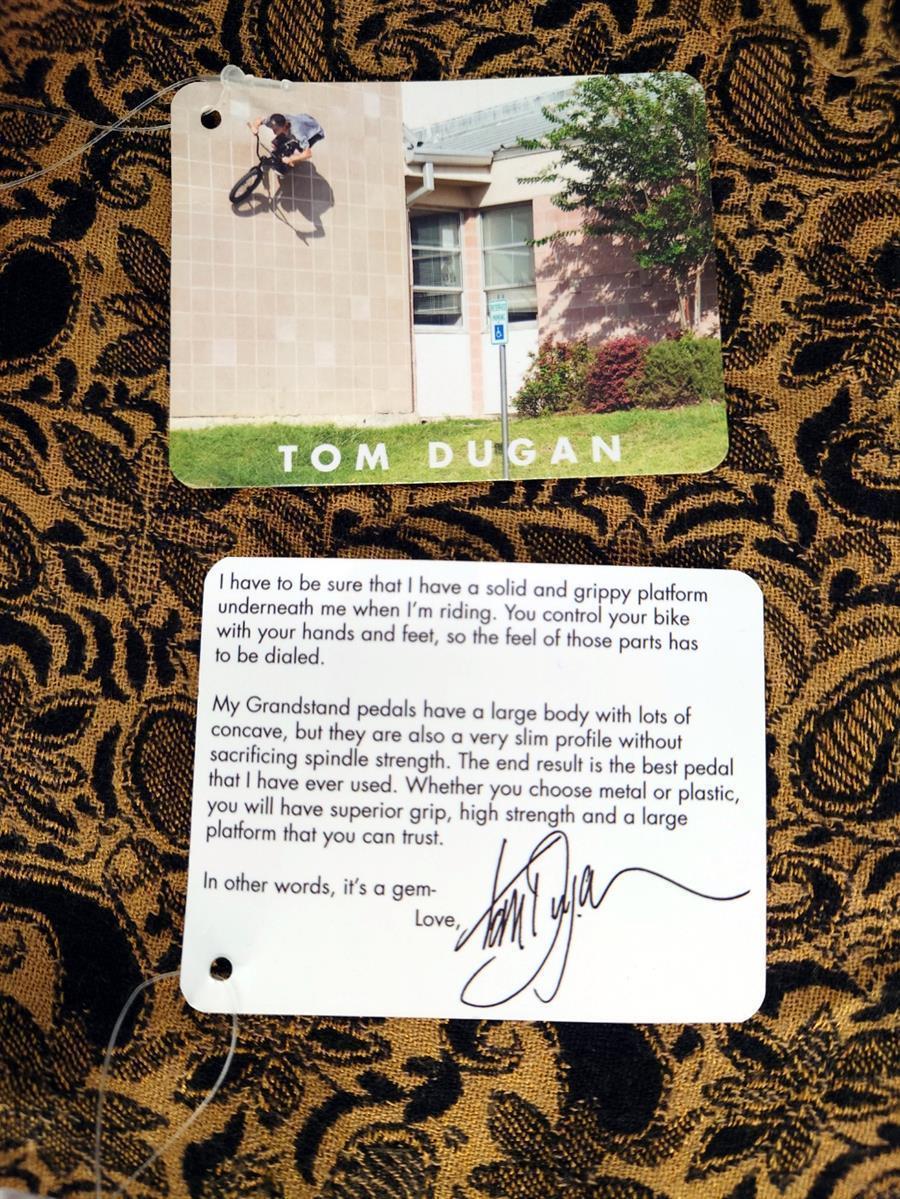 TOM DUGAN
I have to be sure that I have a solid and grippy platform
underneath me when I'm riding. You control your bike
with your hands and feet, so the feel of those parts has
to be dialed.
My Grandstand pedals have a large body with lots of
concave, but they are also a very slim profile without
sacrificing spindle strength. The end result is the best pedal
that I have ever used. Whether you choose metal or plastic,
you will have superior grip, high strength and a large
platform that you can trust.
In other words, it's a gem-
Love,
Tom Dugan